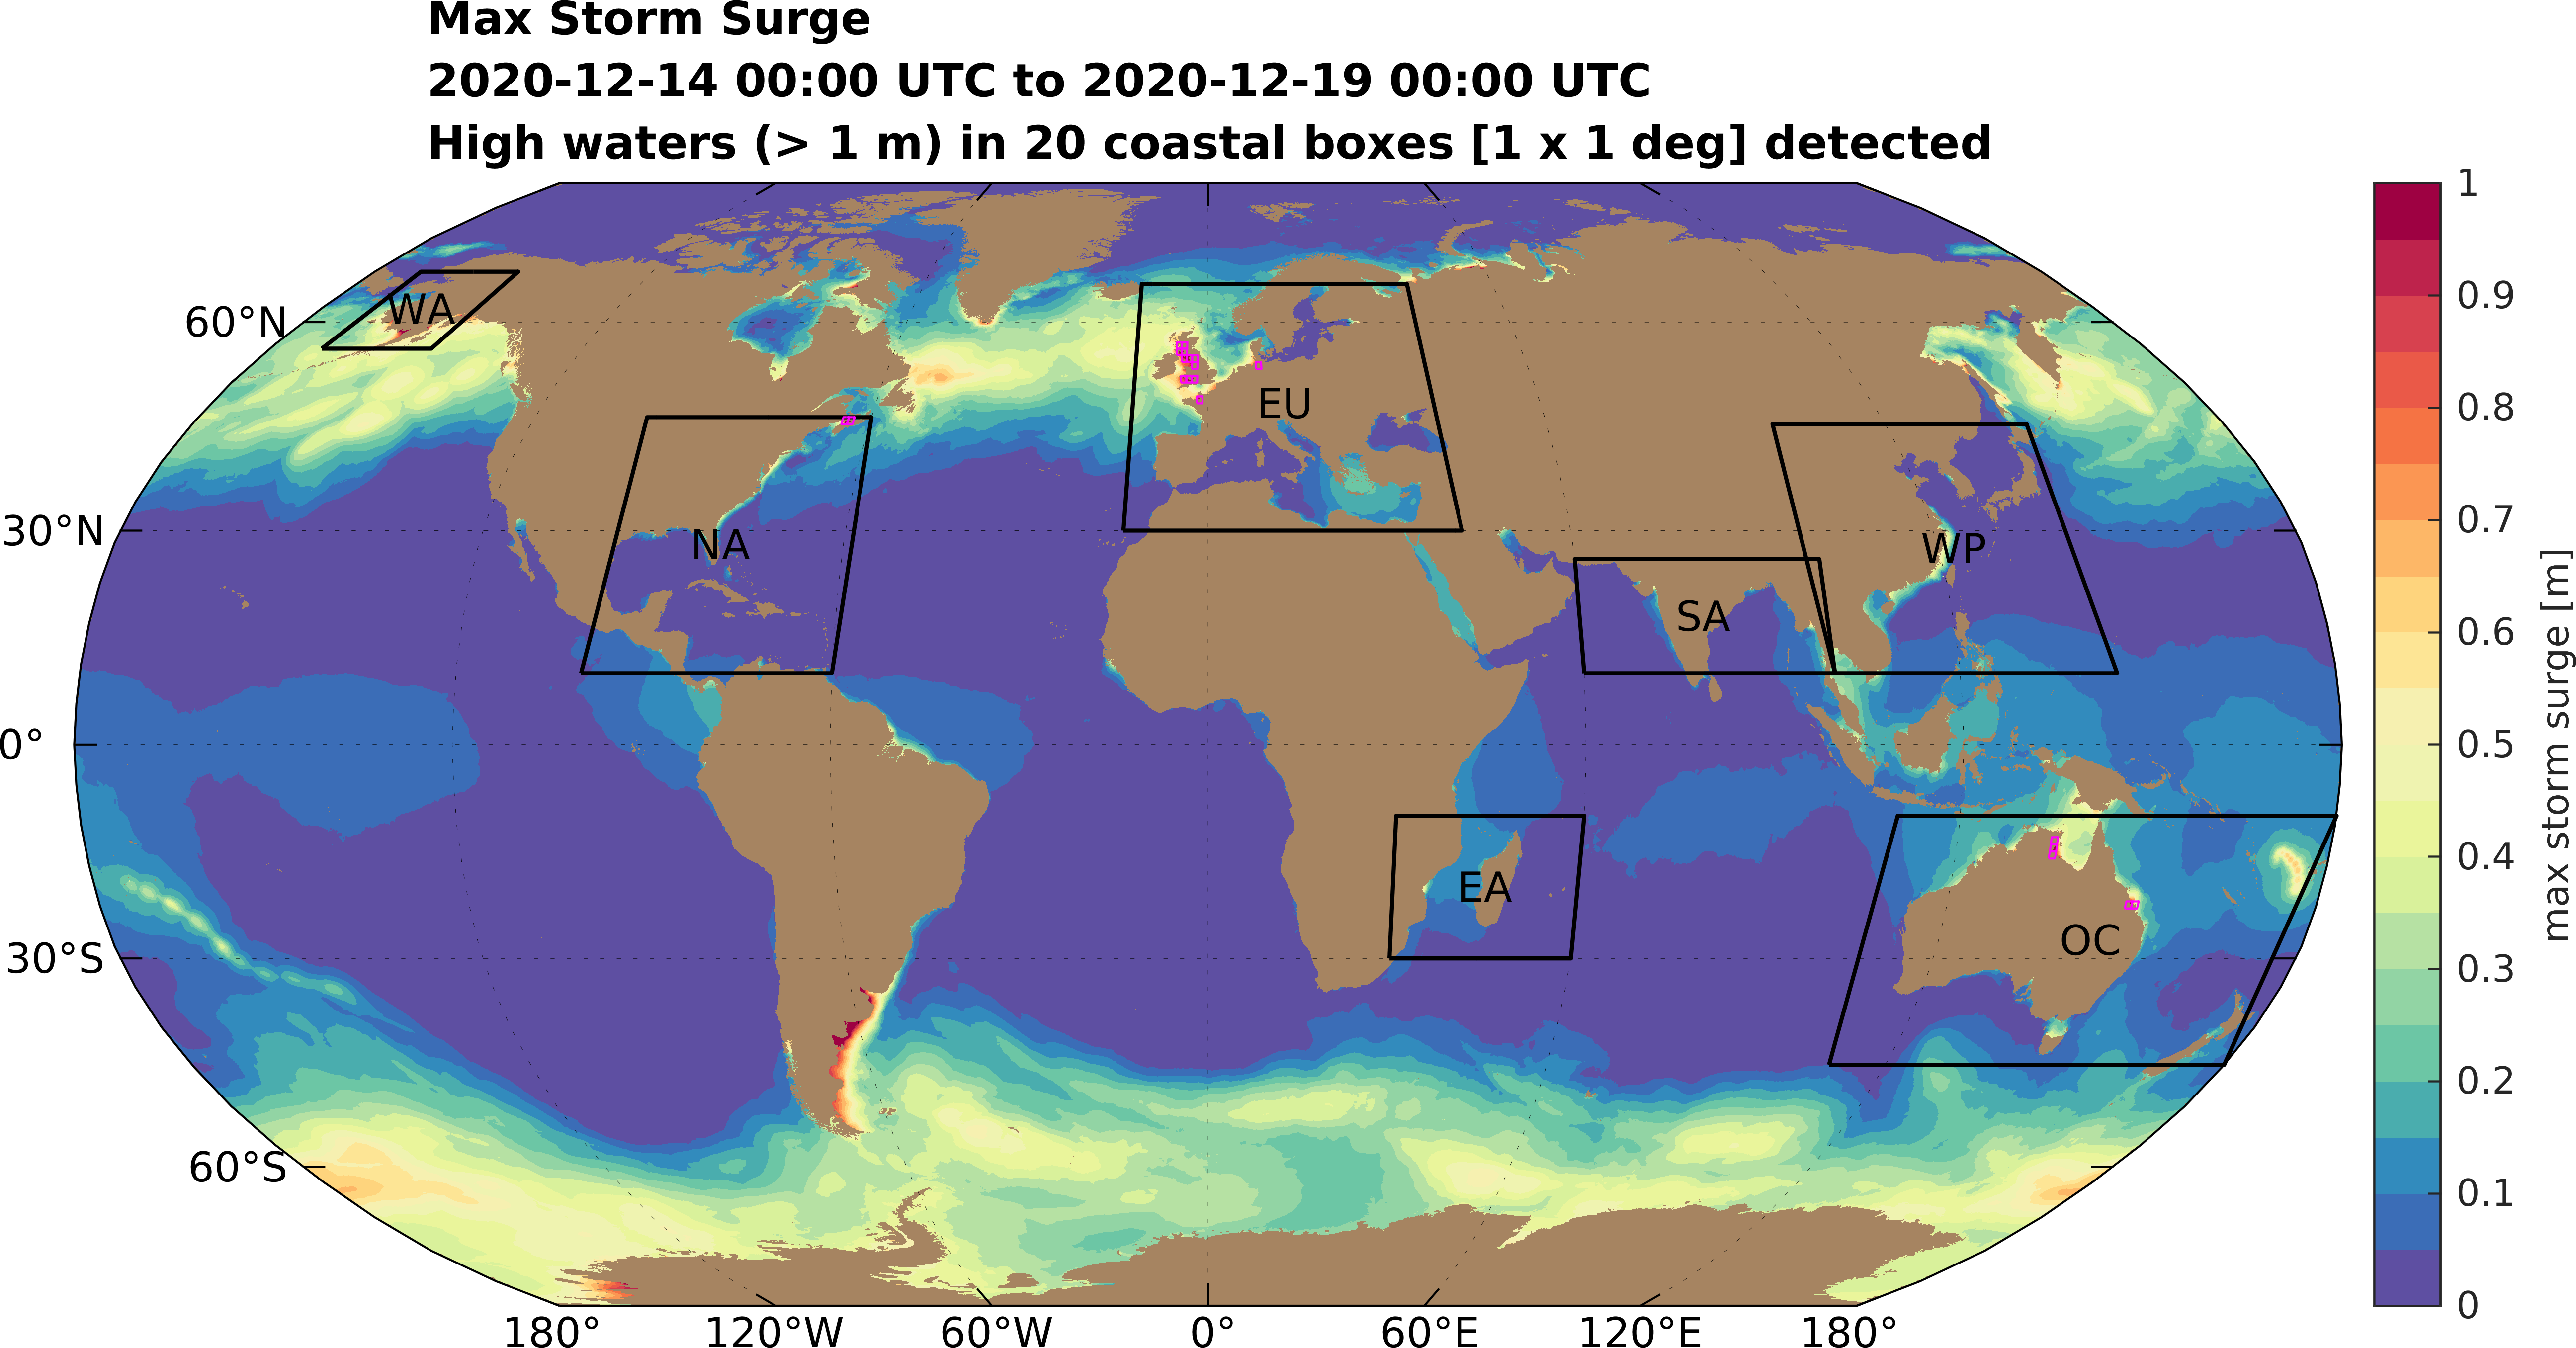 Max Storm Surge
2020-12-14 00:00 UTC to 2020-12-19 00:00 UTC
High waters (> 1 m) in 20 coastal boxes [1 x 1 deg] detected
60°N
30°N
0°
30°S
60°S
WA
NA
EU
SA
WP
EA
OC
180°
120°W
60°W
0°
60°E
120°E
180°
1
0.9
0.8
0.7
0.6
0.5
0.4
0.3
0.2
0.1
0
max storm surge [m]